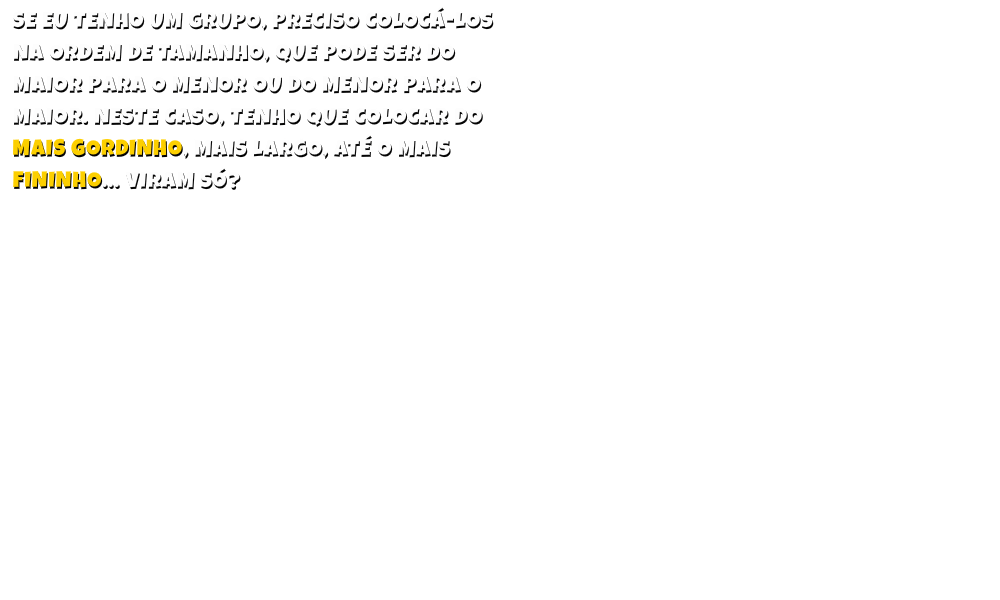 SE EU TENHO UM GRUPO, PRECISO COLOCÁ-LOS
NA ORDEM DE TAMANHO, QUE PODE SER DO
MAIOR PARA O MENOR OU DO MENOR PARA O
MAIOR. NESTE CASO, TENHO QUE COLOCAR DO
MAIS GORDINHO, MAIS LARGO, ATÉ O MAIS
FININHO... VIRAM SÓ?